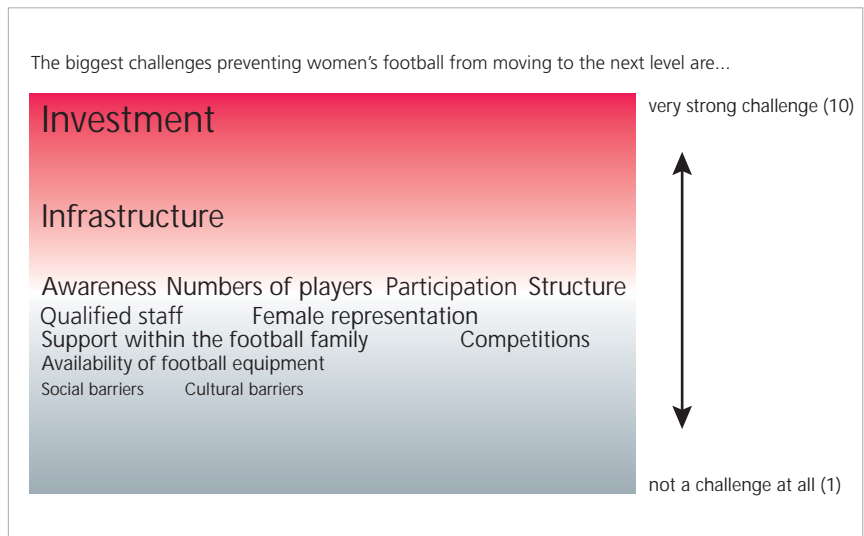 The biggest challenges preventing women’s football from moving to the next level are...
very strong challenge (10)
Investment
Infrastructure
Awareness Numbers of players Participation Structure
Qualified staff Female representation
Support within the football family Competitions
Availability of football equipment
Social barriers Cultural barriers
not a challenge at all (1)